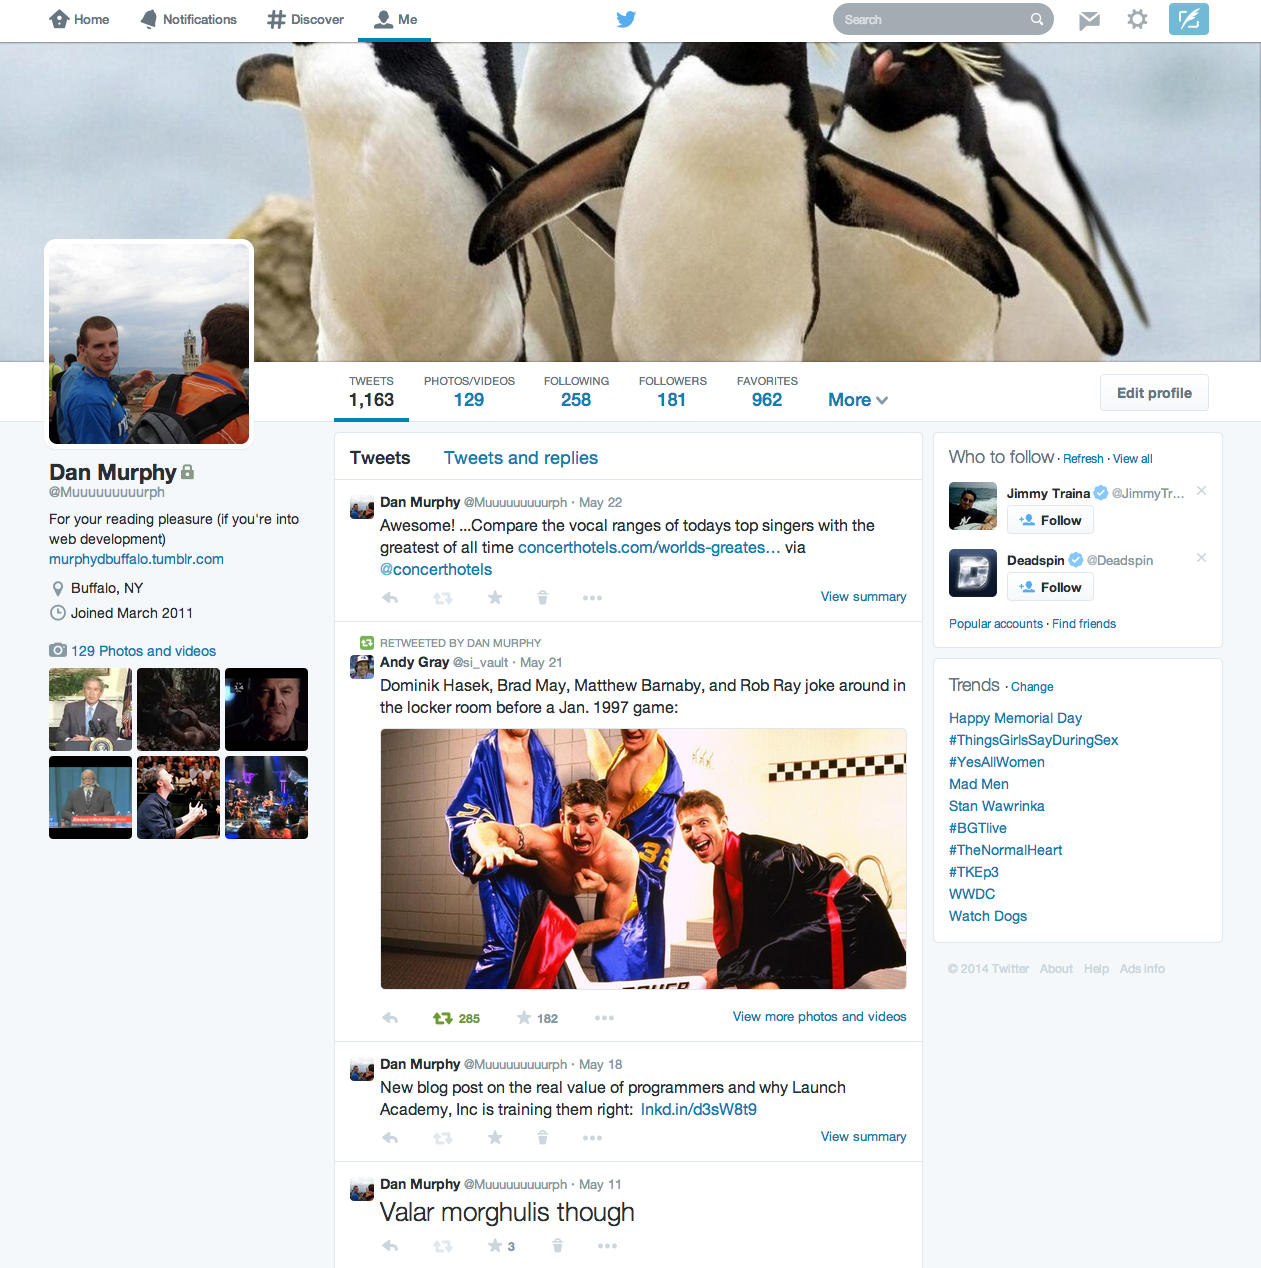 Home
Notifications
Discover
Me
Search
TWEETS
1,163
PHOTOS/VIDEOS
129
FOLLOWING
258
FOLLOWERS
181
FAVORITES
962
More
Edit profile
Dan Murphy
@Muuuuuuuuurph
For your reading pleasure (if you're into
web development)
murphydbuffalo.tumblr.com
Buffalo, NY
Joined March 2011
129 Photos and videos
Tweets
Tweets and replies
Dan Murphy @Muuuuuuuuurph · May 22
Awesome! ...Compare the vocal ranges of todays top singers with the
greatest of all time concerthotels.com/worlds-greates… via
@concerthotels
View summary
RETWEETED BY DAN MURPHY
Andy Gray @si_vault · May 21
Dominik Hasek, Brad May, Matthew Barnaby, and Rob Ray joke around in
the locker room before a Jan. 1997 game:
32
285
182
View more photos and videos
Dan Murphy @Muuuuuuuuurph · May 18
New blog post on the real value of programmers and why Launch
Academy, Inc is training them right: lnkd.in/d3sW8t9
View summary
Dan Murphy @Muuuuuuuuurph · May 11
Valar morghulis though
3
Who to follow · Refresh · View all
Jimmy Traina @JimmyTr...
Follow
Deadspin @Deadspin
Follow
Popular accounts · Find friends
Trends · Change
Happy Memorial Day
#ThingsGirlsSayDuringSex
#YesAllWomen
Mad Men
Stan Wawrinka
#BGTlive
#TheNormalHeart
#TKEp3
WWDC
Watch Dogs
© 2014 Twitter About Help Ads info